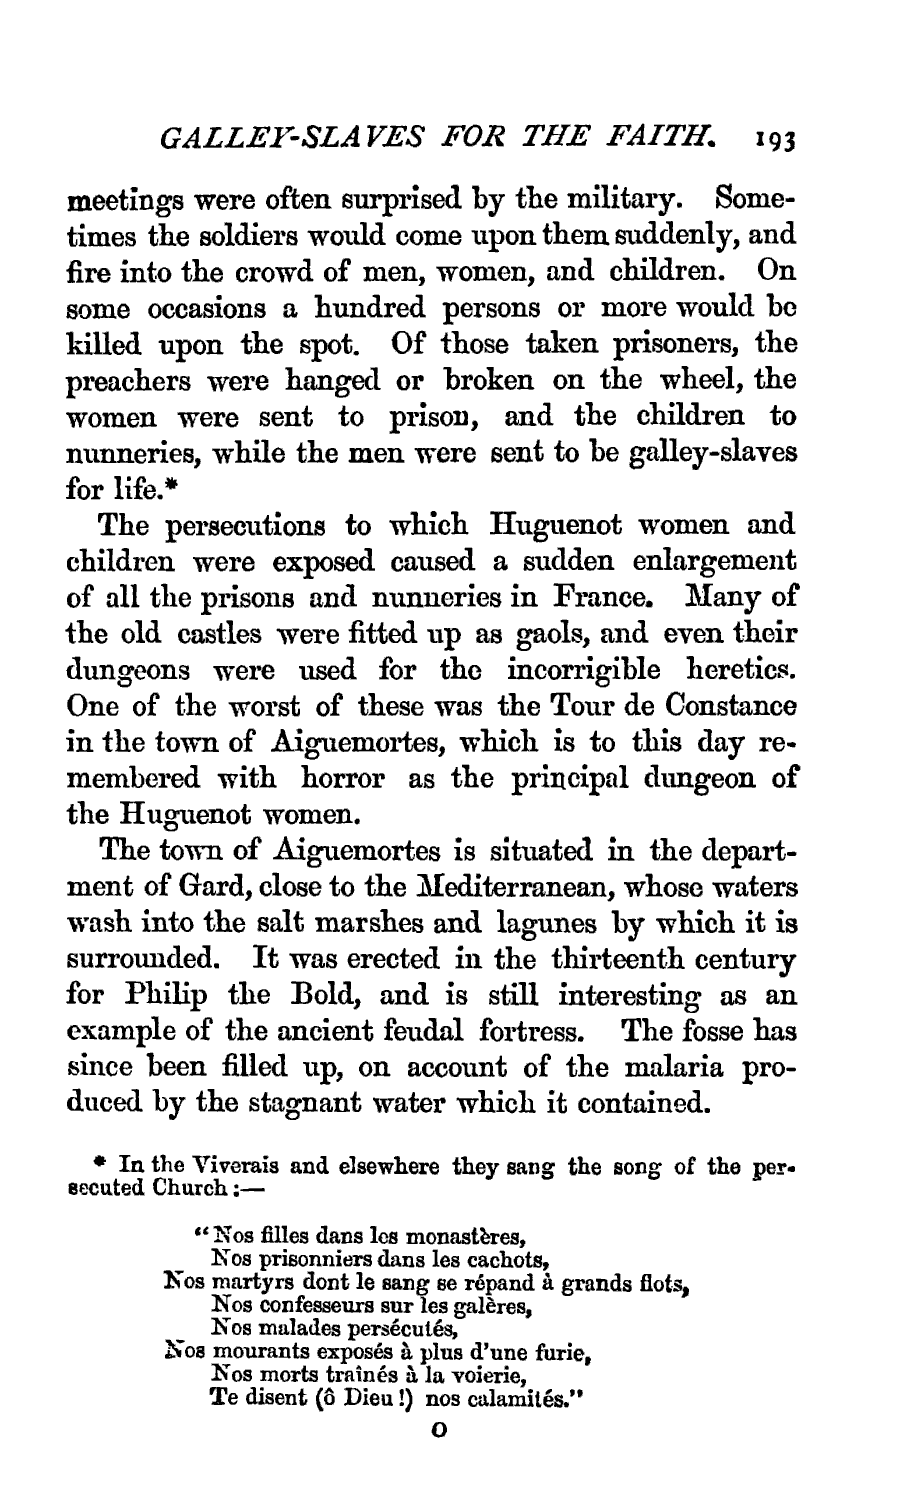 GALLEY-SLAVES FOR THE FAITH. 193
meetings were often surprised by the military. Some-
times the soldiers would come upon them suddenly, and
fire into the crowd of men, women, and children. On
some occasions a hundred persons or more would be
killed upon the spot. Of those taken prisoners, the
preachers were hanged or broken on the wheel, the
women were sent to prison, and the children to
nunneries, while the men were sent to be galley-slaves
for life.*
The persecutions to which Huguenot women and
children were exposed caused a sudden enlargement
of all the prisons and nunneries in France. Many of
the old castles were fitted up as gaols, and even their
dungeons were used for the incorrigible heretics.
One of the worst of these was the Tour de Constance
in the town of Aiguemortes, which is to this day re-
membered with horror as the principal dungeon of
the Huguenot women.
The town of Aiguemortes is situated in the depart-
ment of Gard, close to the Mediterranean, whose waters
wash into the salt marshes and lagunes by which it is
surrounded. It was erected in the thirteenth century
for Philip the Bold, and is still interesting as an
example of the ancient feudal fortress. The fosse has
since been filled up, on account of the malaria pro-
duced by the stagnant water which it contained.
* In the Viverais and elsewhere they sang the song of the per-
secuted Church:—
“Nos filles dans les monastères,
Nos prisonniers dans les cachots,
Nos martyrs dont le sang se répand à grands flots,
Nos confesseurs sur les galères,
Nos malades persécutés,
Nos mourants exposés à plus d'une furie,
Nos morts traînés à la voierie,
Te disent (ô Dieu!) nos calamités.”
O